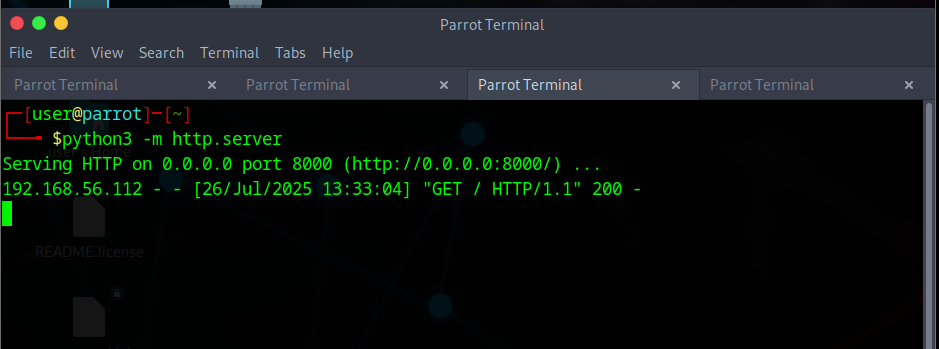 Parrot Terminal
File Edit View Search Terminal Tabs Help
Parrot Terminal × Parrot Terminal × Parrot Terminal × Parrot Terminal ×
┌─[user@parrot]─[~]
└──╼ $python3 -m http.server
Serving HTTP on 0.0.0.0 port 8000 (http://0.0.0.0:8000/) ...
192.168.56.112 - - [26/Jul/2025 13:33:04] "GET / HTTP/1.1" 200 -
README.license